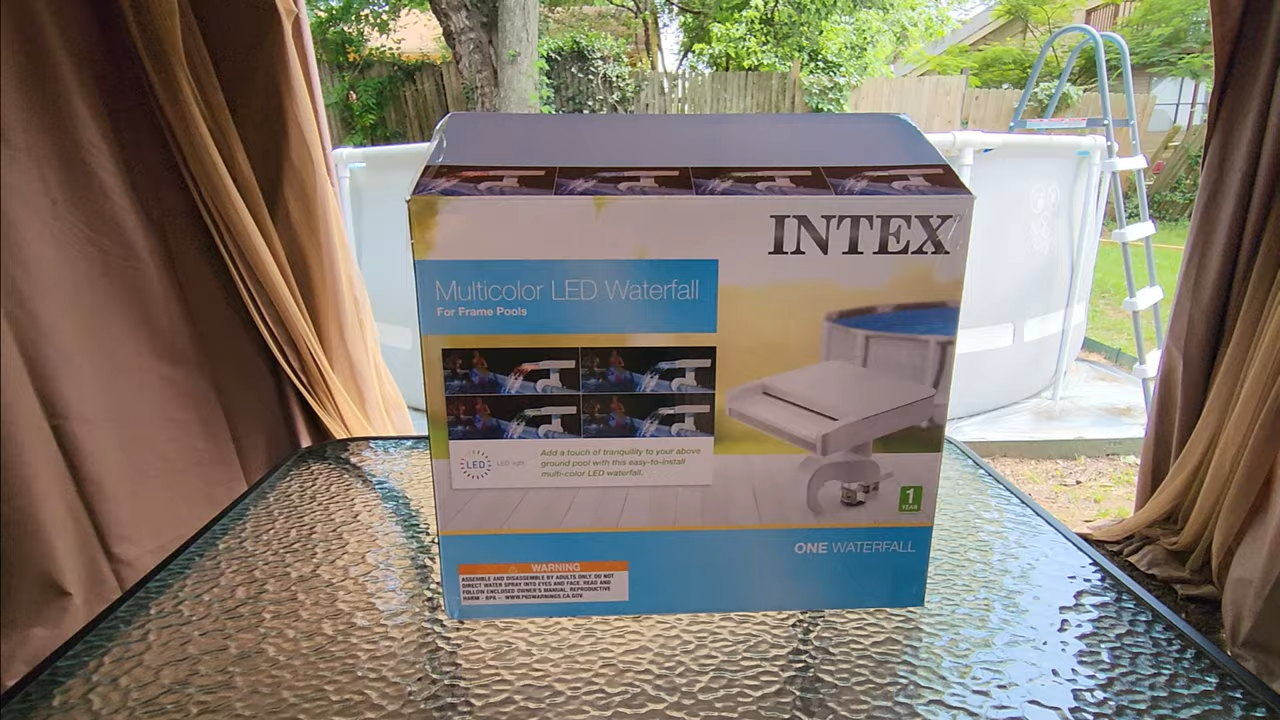 INTEX
Multicolor LED Waterfall
For Frame Pools
LED
LED light
Add a touch of tranquility to your above
ground pool with this easy-to-install
multi-color LED waterfall.
1
YEAR
ONE WATERFALL
WARNING
ASSEMBLE AND DISASSEMBLE BY ADULTS ONLY. DO NOT
DIRECT WATER SPRAY INTO EYES AND FACE. READ AND
FOLLOW ENCLOSED OWNER'S MANUAL. REPRODUCTIVE
HARM - BPA - WWW.P65WARNINGS.CA.GOV